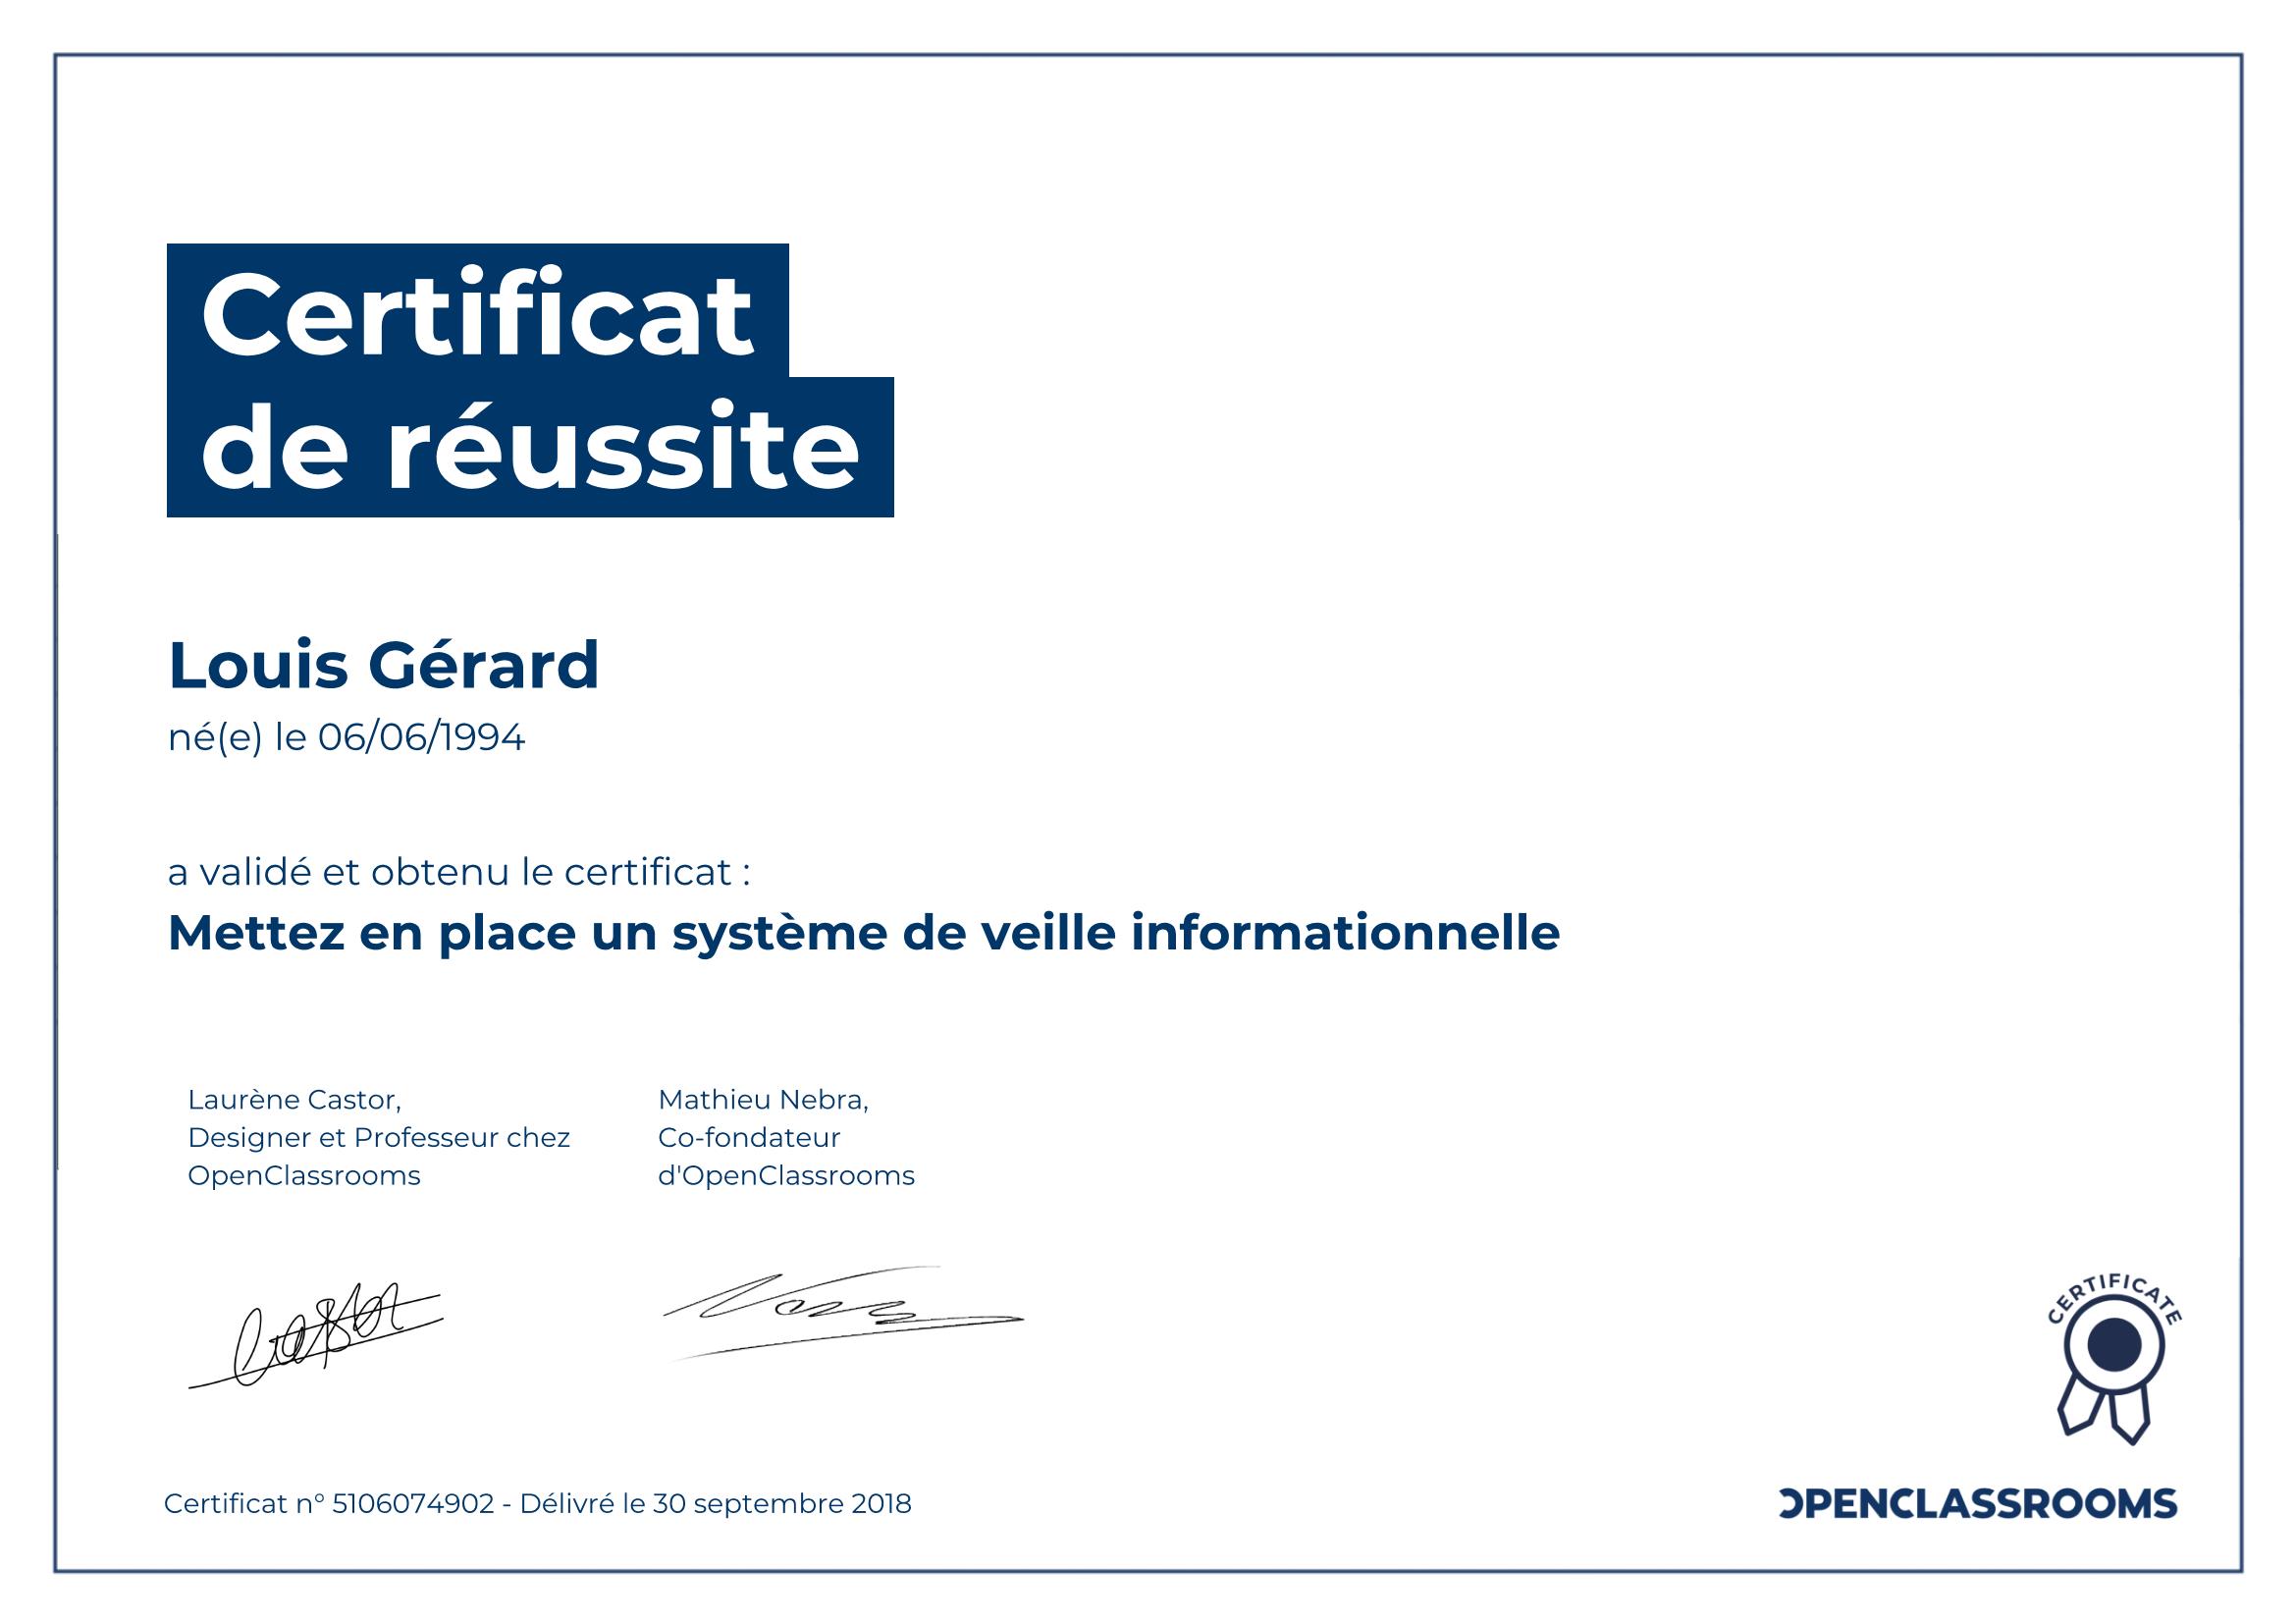 Certificat
de réussite
Louis Gérard
né(e) le 06/06/1994
a validé et obtenu le certificat :
Mettez en place un système de veille informationnelle
Laurène Castor,
Designer et Professeur chez
OpenClassrooms
Mathieu Nebra,
Co-fondateur
d'OpenClassrooms
CERTIFICATE
Certificat n° 5106074902 - Délivré le 30 septembre 2018
OPENCLASSROOMS